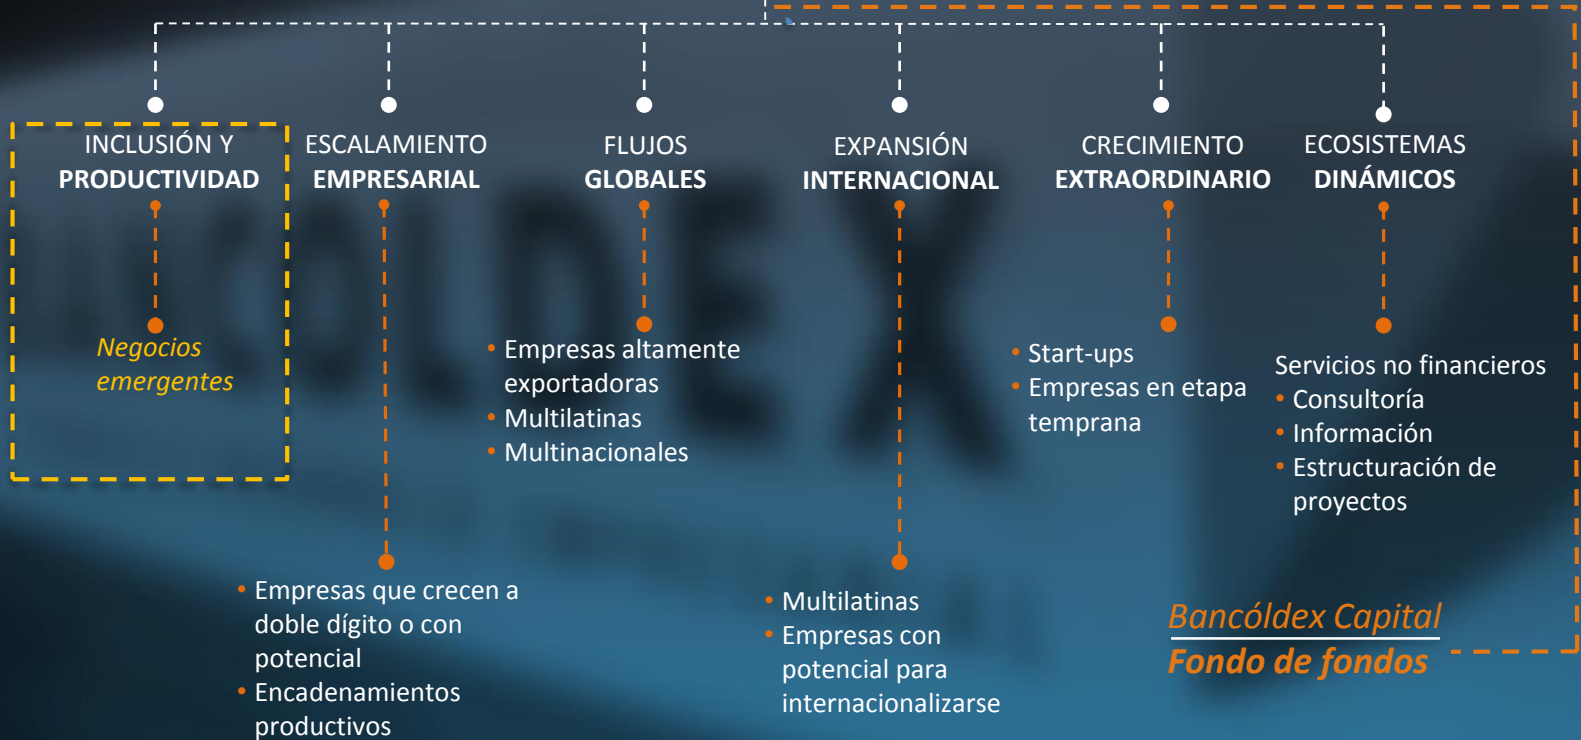 INCLUSIÓN Y
PRODUCTIVIDAD
Negocios
emergentes
ESCALAMIENTO
EMPRESARIAL
• Empresas que crecen a
doble dígito o con
potencial
• Encadenamientos
productivos
FLUJOS
GLOBALES
• Empresas altamente
exportadoras
• Multilatinas
• Multinacionales
EXPANSIÓN
INTERNACIONAL
• Multilatinas
• Empresas con
potencial para
internacionalizarse
CRECIMIENTO
EXTRAORDINARIO
• Start-ups
• Empresas en etapa
temprana
ECOSISTEMAS
DINÁMICOS
Servicios no financieros
• Consultoría
• Información
• Estructuración de
proyectos
Bancóldex Capital
Fondo de fondos
COLDEX